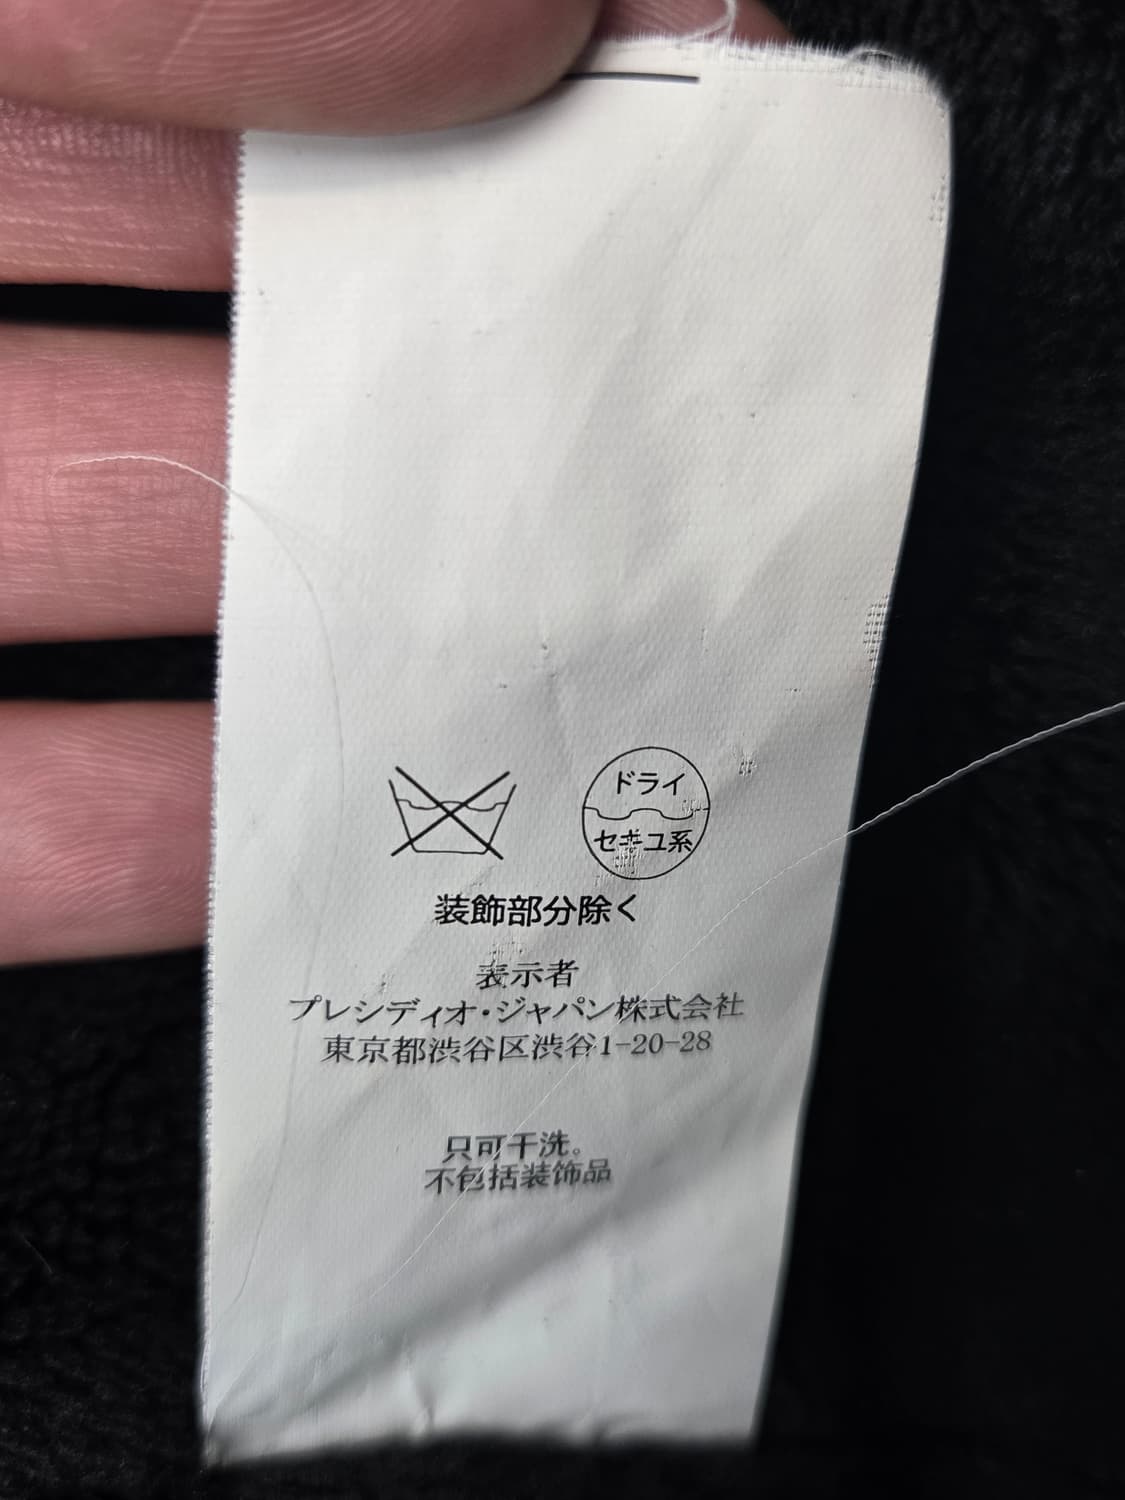 ドライ
セキユ系
装飾部分除く
表示者
プレシディオ・ジャパン株式会社
東京都渋谷区渋谷1-20-28
只可干洗。
不包括装饰品